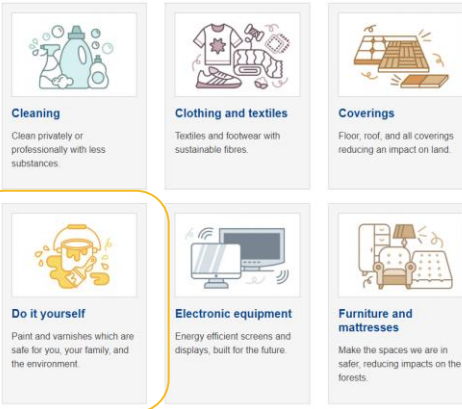 Cleaning
Clean privately or
professionally with less
substances.
Clothing and textiles
Textiles and footwear with
sustainable fibres.
Coverings
Floor, roof, and all coverings
reducing an impact on land.
Do it yourself
Paint and varnishes which are
safe for you, your family, and
the environment.
Electronic equipment
Energy efficient screens and
displays, built for the future.
Furniture and
mattresses
Make the spaces we are in
safer, reducing impacts on the
forests.